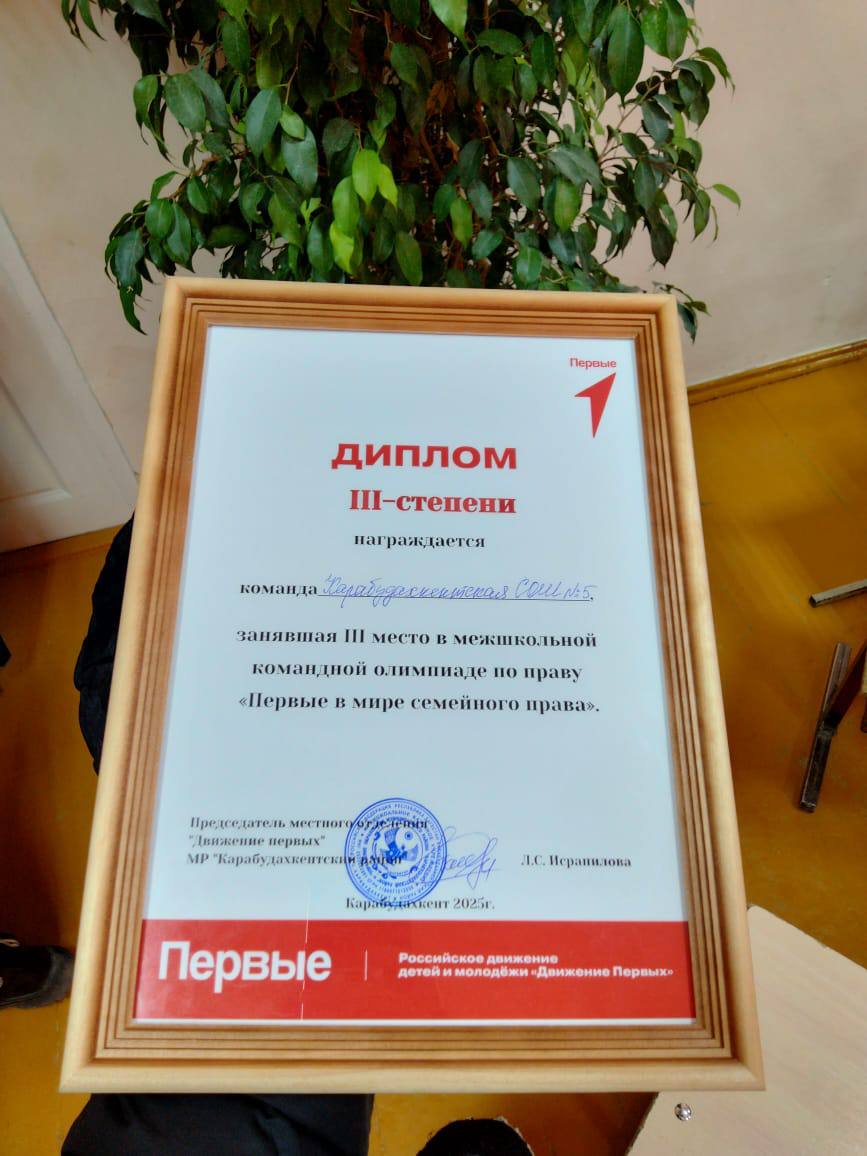 Первые
ДИПЛОМ
III-степени
награждается
команда Карабудахкентская СОШ №5,
занявшая III место в межшкольной
командной олимпиаде по праву
«Первые в мире семейного права».
Председатель местного отделения
"Движение первых"
МР "Карабудахкентский район" Л.С. Исрапилова
Карабудахкент 2025г.
Первые
Российское движение
детей и молодёжи «Движение Первых»